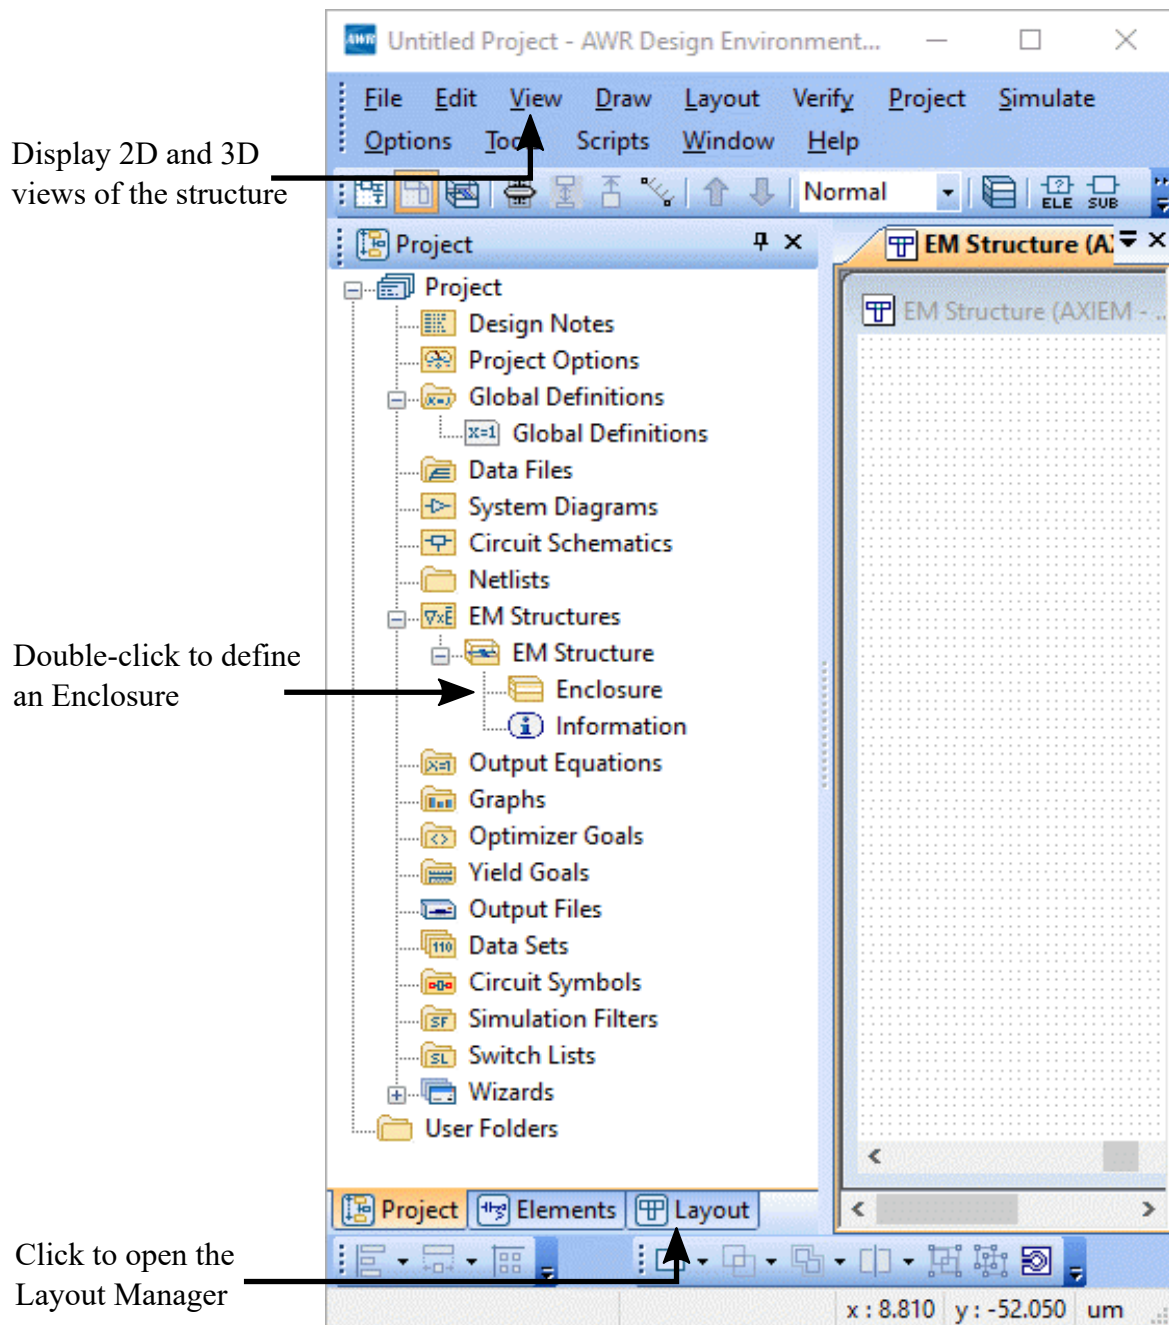 AWR Untitled Project - AWR Design Environment...
File Edit View Draw Layout Verify Project Simulate
Options Scripts Window Help
Display 2D and 3D
views of the structure
Normal ELE SUB
Project
EM Structure (A
Project
EM Structure (AXIEM - ..
Design Notes
Project Options
Global Definitions
X=1 Global Definitions
Data Files
System Diagrams
Circuit Schematics
Netlists
EM Structures
EM Structure
Double-click to define
an Enclosure
Enclosure
Information
Output Equations
Graphs
Optimizer Goals
Yield Goals
Output Files
110 Data Sets
Circuit Symbols
SF Simulation Filters
SL Switch Lists
Wizards
User Folders
Project Elements Layout
Click to open the
Layout Manager
x : 8.810 y : -52.050 um